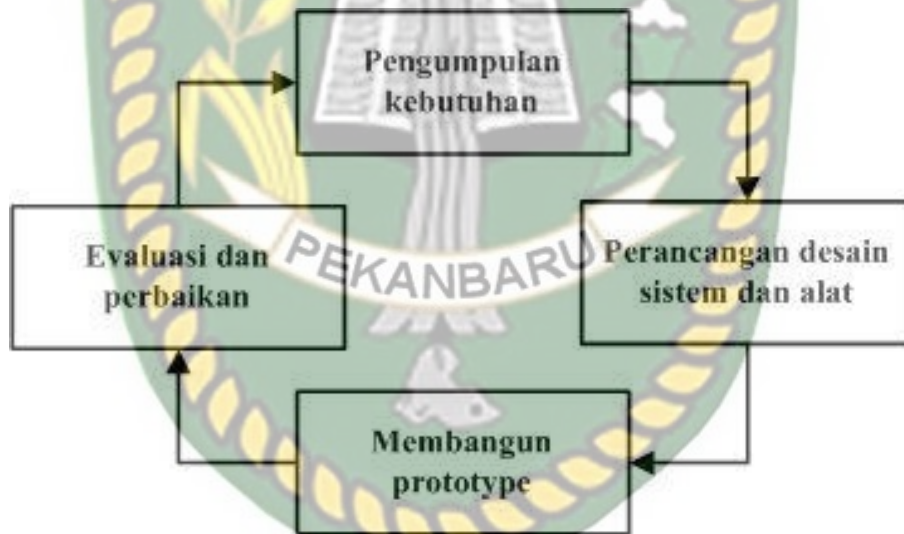 Pengumpulan
kebutuhan
Evaluasi dan
perbaikan
PEKANBARU
Perancangan desain
sistem dan alat
Membangun
prototype